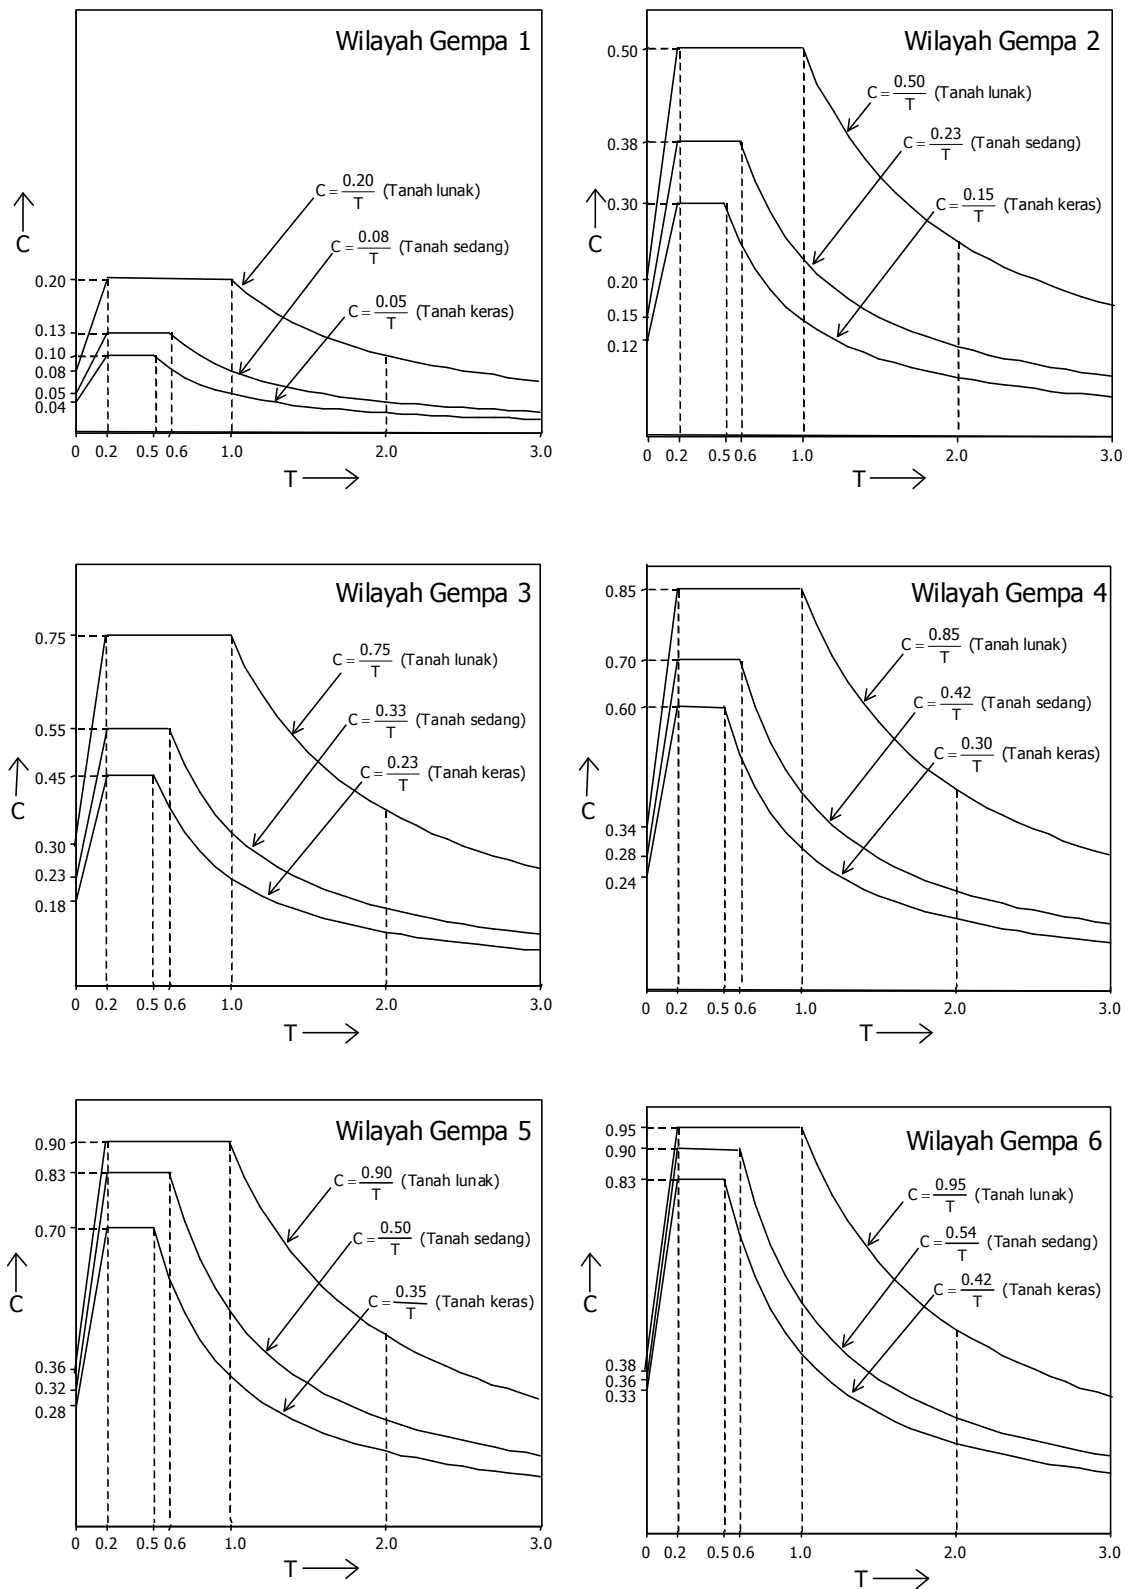 Wilayah Gempa 1
C = 0.20/T (Tanah lunak)
C = 0.08/T (Tanah sedang)
C = 0.05/T (Tanah keras)
C
0.20
0.13
0.10
0.08
0.05
0.04
0 0.2 0.5 0.6 1.0 2.0 3.0
T
Wilayah Gempa 2
0.50
C = 0.50/T (Tanah lunak)
0.38
C = 0.23/T (Tanah sedang)
C = 0.15/T (Tanah keras)
0.30
C
0.20
0.15
0.12
0 0.2 0.5 0.6 1.0 2.0 3.0
T
Wilayah Gempa 3
0.75
C = 0.75/T (Tanah lunak)
C = 0.33/T (Tanah sedang)
0.55
C = 0.23/T (Tanah keras)
0.45
C
0.30
0.23
0.18
0 0.2 0.5 0.6 1.0 2.0 3.0
T
Wilayah Gempa 4
0.85
C = 0.85/T (Tanah lunak)
0.70
C = 0.42/T (Tanah sedang)
0.60
C = 0.30/T (Tanah keras)
C
0.34
0.28
0.24
0 0.2 0.5 0.6 1.0 2.0 3.0
T
Wilayah Gempa 5
0.90
0.83
C = 0.90/T (Tanah lunak)
0.70
C = 0.50/T (Tanah sedang)
C = 0.35/T (Tanah keras)
C
0.36
0.32
0.28
0 0.2 0.5 0.6 1.0 2.0 3.0
T
Wilayah Gempa 6
0.95
0.90
0.83
C = 0.95/T (Tanah lunak)
C = 0.54/T (Tanah sedang)
C = 0.42/T (Tanah keras)
C
0.38
0.36
0.33
0 0.2 0.5 0.6 1.0 2.0 3.0
T